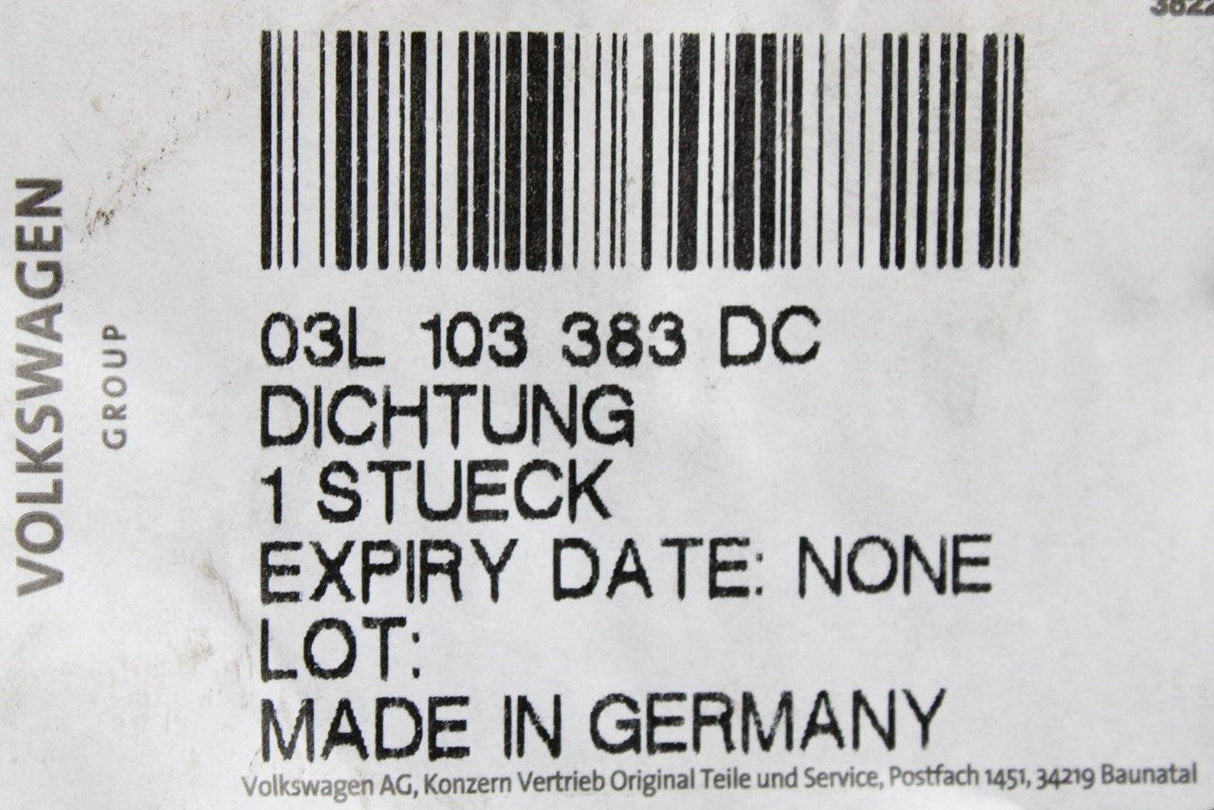 VOLKSWAGEN
GROUP
03L 103 383 DC
DICHTUNG
1 STUECK
EXPIRY DATE: NONE
LOT:
MADE IN GERMANY
Volkswagen AG, Konzern Vertrieb Original Teile und Service, Postfach 1451, 34219 Baunatal